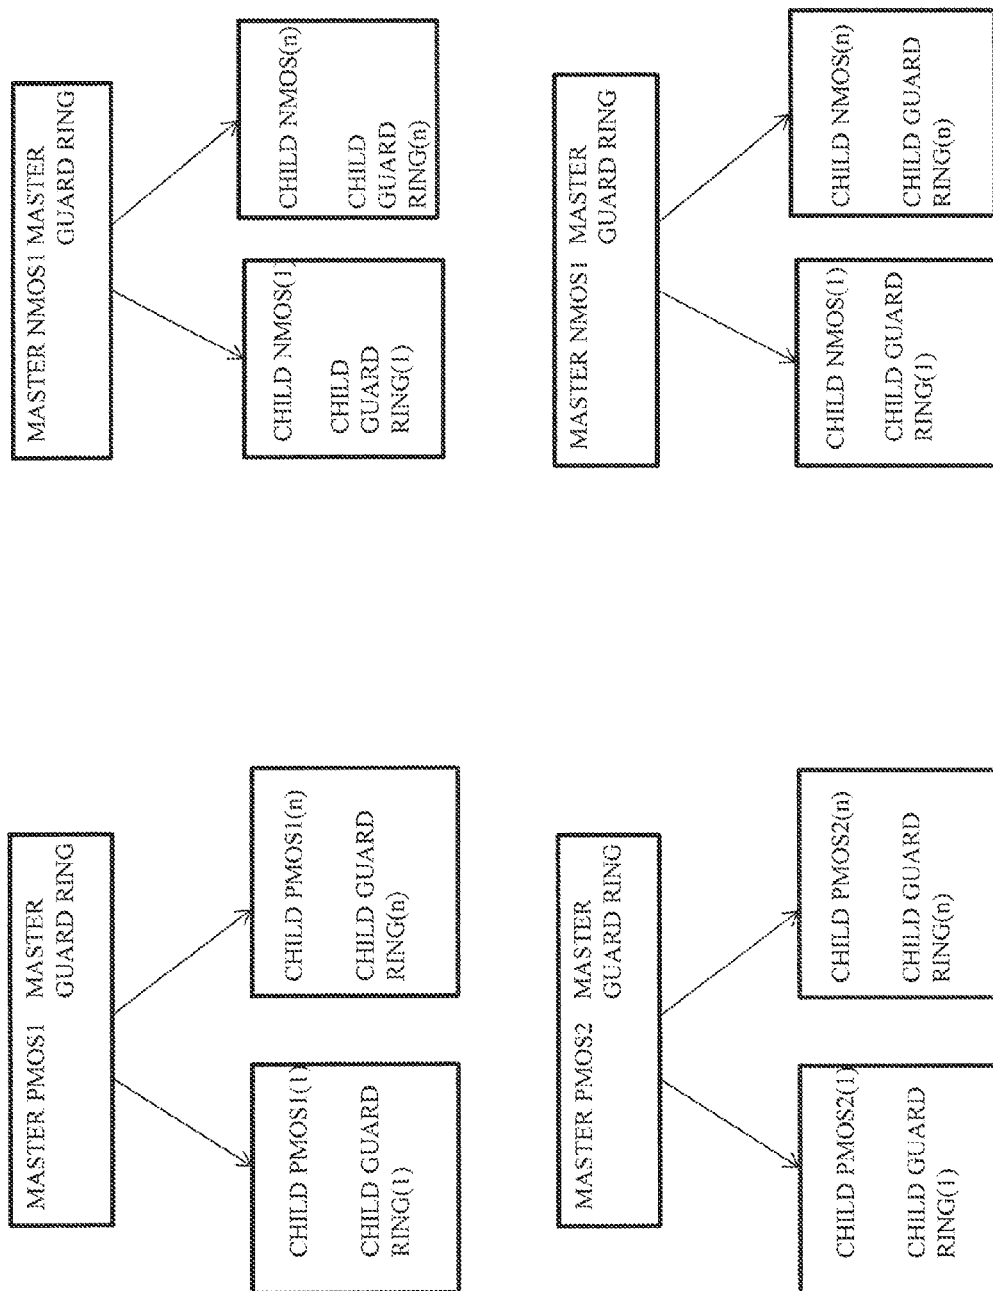 MASTER PMOS1 MASTER
GUARD RING
CHILD PMOS1(1)
CHILD GUARD
RING(1)
CHILD PMOS1(n)
CHILD GUARD
RING(n)
MASTER NMOS1 MASTER
GUARD RING
CHILD NMOS(1)
CHILD
GUARD
RING(1)
CHILD NMOS(n)
CHILD
GUARD
RING(n)
MASTER PMOS2 MASTER
GUARD RING
CHILD PMOS2(1)
CHILD GUARD
RING(1)
CHILD PMOS2(n)
CHILD GUARD
RING(n)
MASTER NMOS1 MASTER
GUARD RING
CHILD NMOS(1)
CHILD GUARD
RING(1)
CHILD NMOS(n)
CHILD GUARD
RING(n)